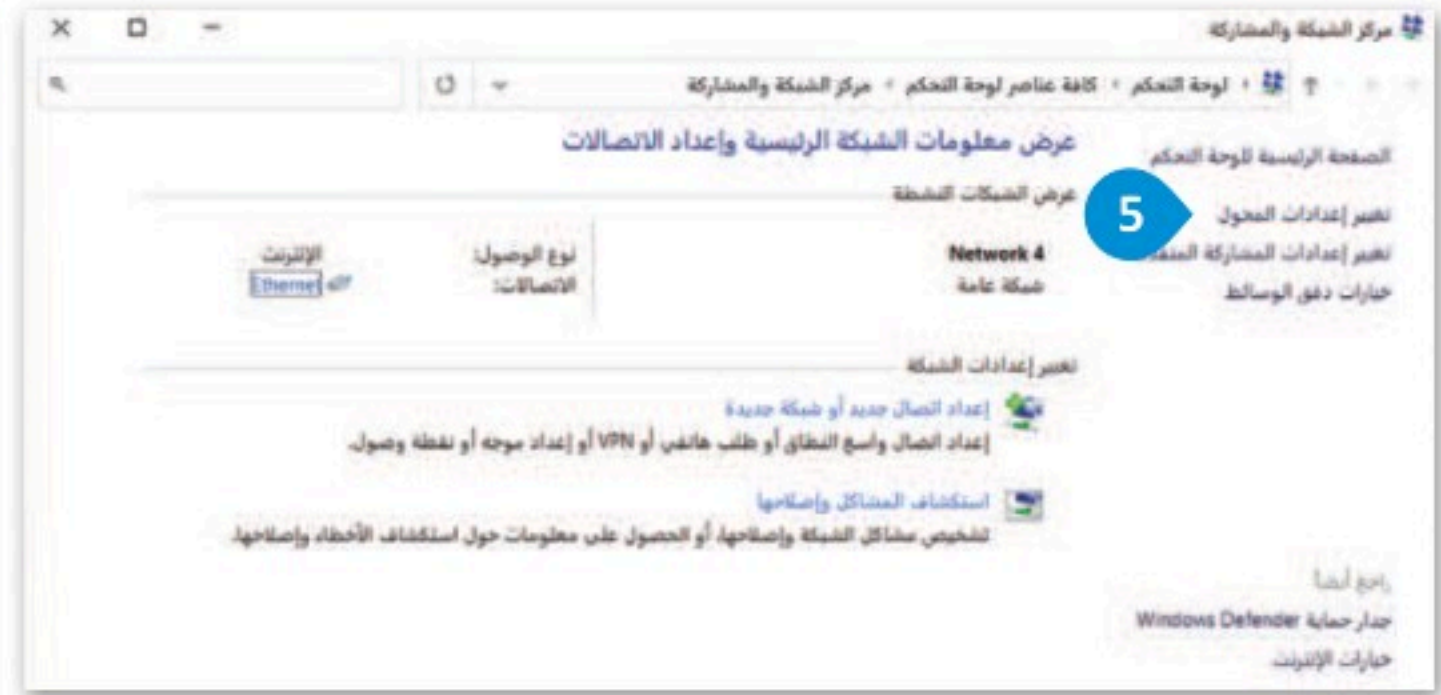 مركز الشبكة والمشاركة
لوحة التحكم › كافة عناصر لوحة التحكم › مركز الشبكة والمشاركة
الصفحة الرئيسية للوحة التحكم
5
تغيير إعدادات المحول
تغيير إعدادات المشاركة
خيارات دفق الوسائط
عرض معلومات الشبكة الرئيسية وإعداد الاتصالات
عرض الشبكات النشطة
Network 4
شبكة عامة
نوع الوصول: الإنترنت
الاتصالات: Ethernet
تغيير إعدادات الشبكة
إعداد اتصال جديد أو شبكة جديدة
إعداد اتصال واسع النطاق أو طلب هاتفي أو VPN أو إعداد موجه أو نقطة وصول.
استكشاف المشاكل وإصلاحها
تشخيص مشاكل الشبكة وإصلاحها، أو الحصول على معلومات حول استكشاف الأخطاء وإصلاحها.
راجع أيضاً
جدار حماية Windows Defender
خيارات الإنترنت